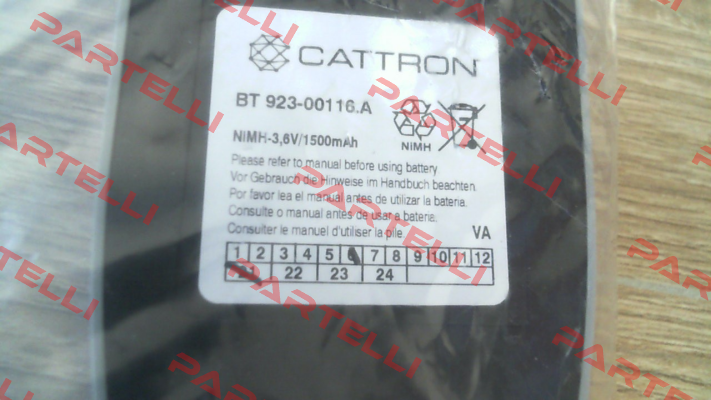 CATTRON
BT 923-00116.A
NiMH
NIMH-3,6V/1500mAh
Please refer to manual before using battery
Vor Gebrauch die Hinweise im Handbuch beachten.
Por favor lea el manual antes de utilizar la bateria.
Consulte o manual antes de usar a bateria.
Consulter le manuel d'utiliser la pile
VA
1 2 3 4 5 6 7 8 9 10 11 12
22 23 24
PARTELLI
PARTELLI
PARTELLI
PARTELLI
PARTELLI
PARTELLI
PARTELLI
PARTELLI
PARTELLI